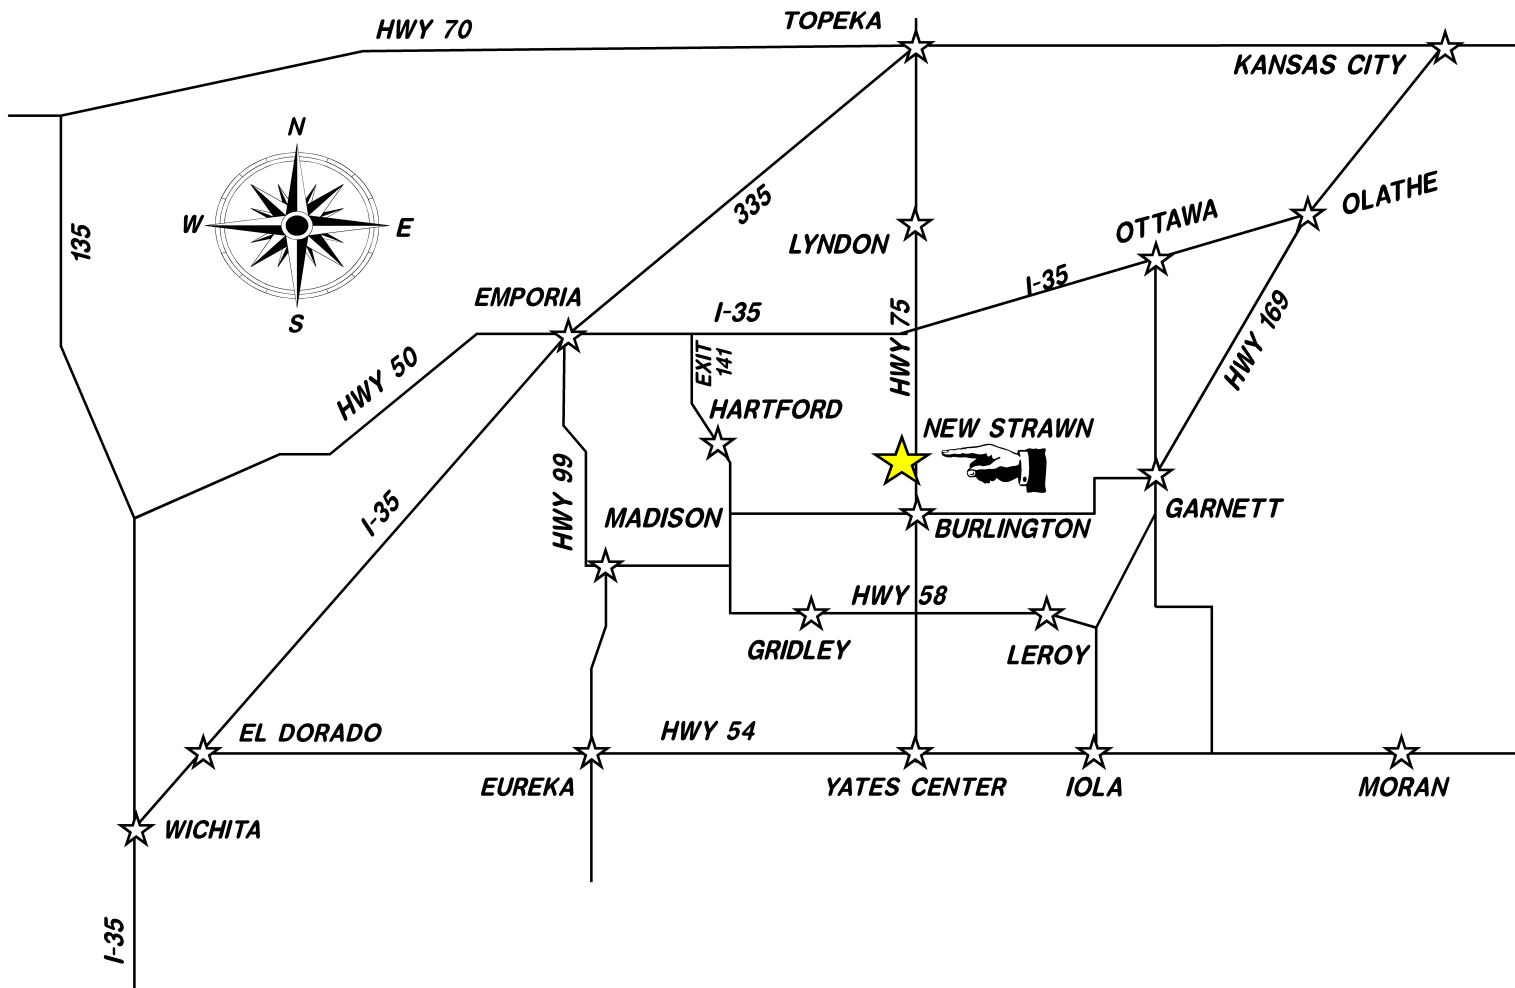 TOPEKA
HWY 70
KANSAS CITY
N
W
E
S
135
335
OLATHE
OTTAWA
LYNDON
I-35
EMPORIA
I-35
HWY 75
HWY 169
EXIT
141
HWY 50
HARTFORD
NEW STRAWN
HWY 99
I-35
MADISON
BURLINGTON
GARNETT
HWY 58
GRIDLEY
LEROY
EL DORADO
HWY 54
EUREKA
YATES CENTER
IOLA
MORAN
WICHITA
I-35